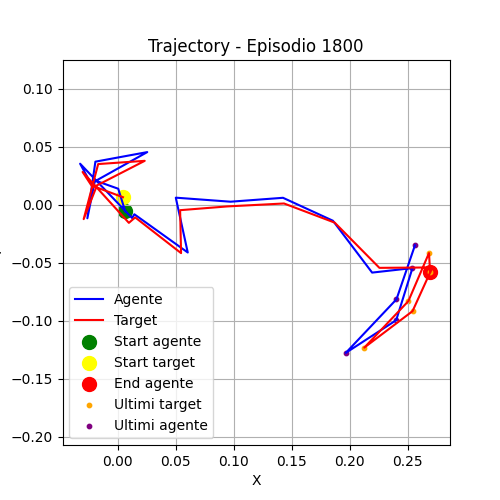 Trajectory - Episodio 1800
0.10
0.05
0.00
−0.05
−0.10
−0.15
−0.20
Agente
Target
Start agente
Start target
End agente
Ultimi target
Ultimi agente
0.00 0.05 0.10 0.15 0.20 0.25
X